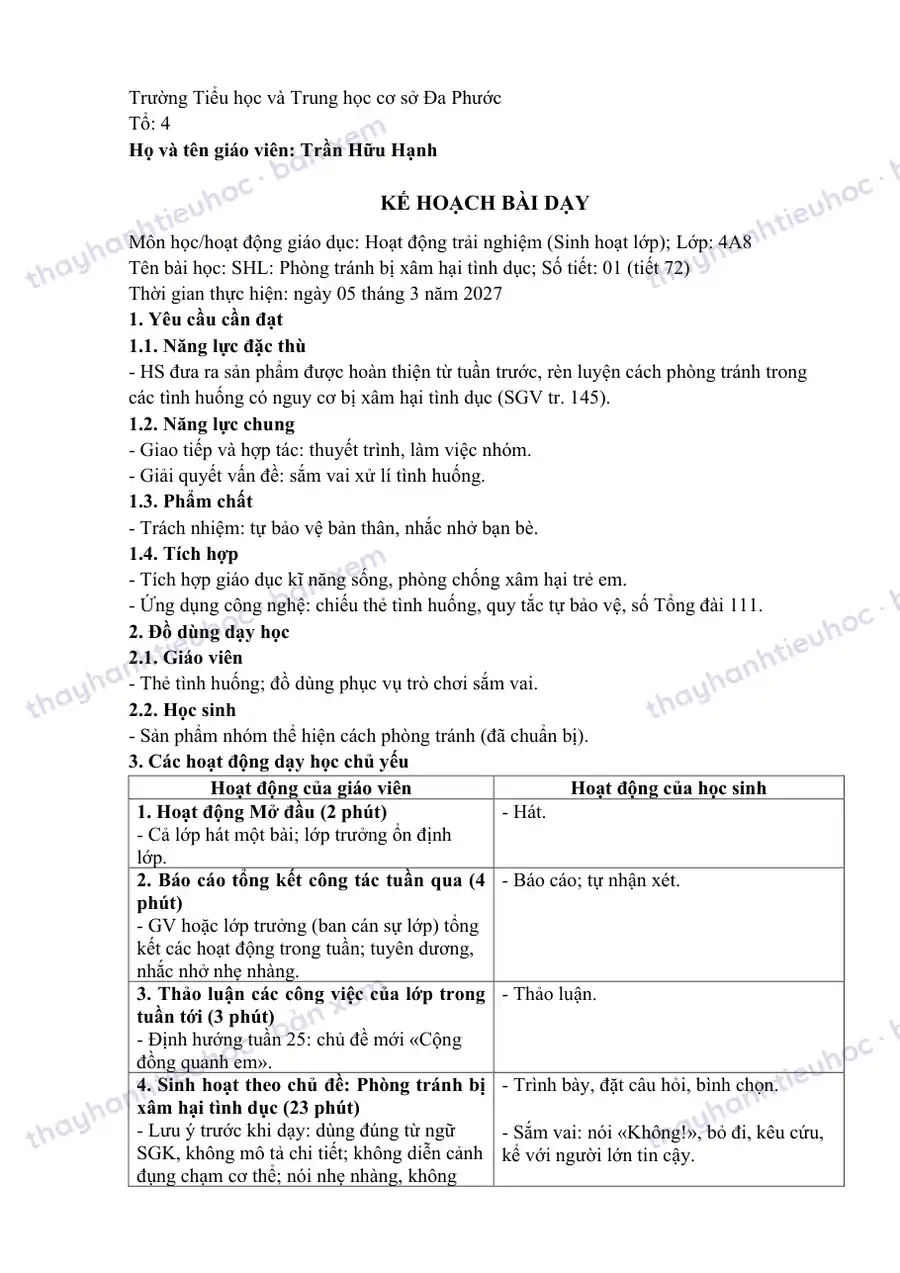 Trường Tiểu học và Trung học cơ sở Đa Phước
Tổ: 4
Họ và tên giáo viên: Trần Hữu Hạnh
KẾ HOẠCH BÀI DẠY
Môn học/hoạt động giáo dục: Hoạt động trải nghiệm (Sinh hoạt lớp); Lớp: 4A8
Tên bài học: SHL: Phòng tránh bị xâm hại tình dục; Số tiết: 01 (tiết 72)
Thời gian thực hiện: ngày 05 tháng 3 năm 2027
1. Yêu cầu cần đạt
1.1. Năng lực đặc thù
- HS đưa ra sản phẩm được hoàn thiện từ tuần trước, rèn luyện cách phòng tránh trong
các tình huống có nguy cơ bị xâm hại tình dục (SGV tr. 145).
1.2. Năng lực chung
- Giao tiếp và hợp tác: thuyết trình, làm việc nhóm.
- Giải quyết vấn đề: sắm vai xử lí tình huống.
1.3. Phẩm chất
- Trách nhiệm: tự bảo vệ bản thân, nhắc nhở bạn bè.
1.4. Tích hợp
- Tích hợp giáo dục kĩ năng sống, phòng chống xâm hại trẻ em.
- Ứng dụng công nghệ: chiếu thẻ tình huống, quy tắc tự bảo vệ, số Tổng đài 111.
2. Đồ dùng dạy học
2.1. Giáo viên
- Thẻ tình huống; đồ dùng phục vụ trò chơi sắm vai.
2.2. Học sinh
- Sản phẩm nhóm thể hiện cách phòng tránh (đã chuẩn bị).
3. Các hoạt động dạy học chủ yếu
Hoạt động của giáo viên
Hoạt động của học sinh
1. Hoạt động Mở đầu (2 phút)
- Cả lớp hát một bài; lớp trưởng ổn định
lớp.
- Hát.
2. Báo cáo tổng kết công tác tuần qua (4
phút)
- GV hoặc lớp trưởng (ban cán sự lớp) tổng
kết các hoạt động trong tuần; tuyên dương,
nhắc nhở nhẹ nhàng.
- Báo cáo; tự nhận xét.
3. Thảo luận các công việc của lớp trong
tuần tới (3 phút)
- Định hướng tuần 25: chủ đề mới «Cộng
đồng quanh em».
- Thảo luận.
4. Sinh hoạt theo chủ đề: Phòng tránh bị
xâm hại tình dục (23 phút)
- Lưu ý trước khi dạy: dùng đúng từ ngữ
SGK, không mô tả chi tiết; không diễn cảnh
đụng chạm cơ thể; nói nhẹ nhàng, không
- Trình bày, đặt câu hỏi, bình chọn.
- Sắm vai: nói «Không!», bỏ đi, kêu cứu,
kể với người lớn tin cậy.
thayhanhtieuhoc · bản xem
thayhanhtieuhoc · b
thayhanhtieuhoc · bản xem
thayhanhtieuhoc · b
thayhanhtieuhoc · bản xem
thayhanhtieuhoc · b